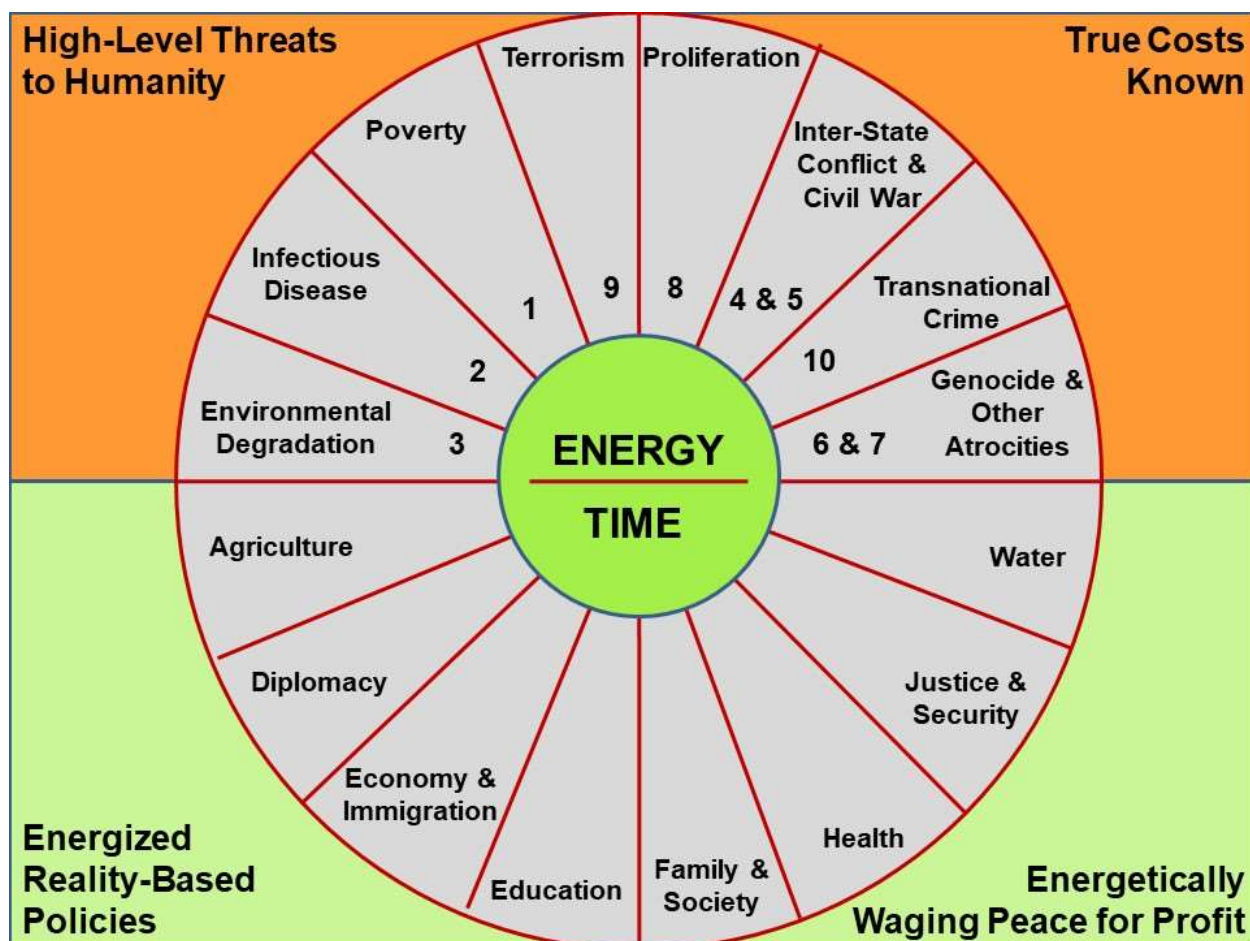 High-Level Threats
to Humanity
True Costs
Known
Terrorism
Proliferation
Poverty
Inter-State
Conflict &
Civil War
Infectious
Disease
Transnational
Crime
Environmental
Degradation
Genocide &
Other
Atrocities
1
9
8
4 & 5
2
10
3
6 & 7
ENERGY
TIME
Agriculture
Water
Diplomacy
Justice &
Security
Economy &
Immigration
Health
Education
Family &
Society
Energized
Reality-Based
Policies
Energetically
Waging Peace for Profit